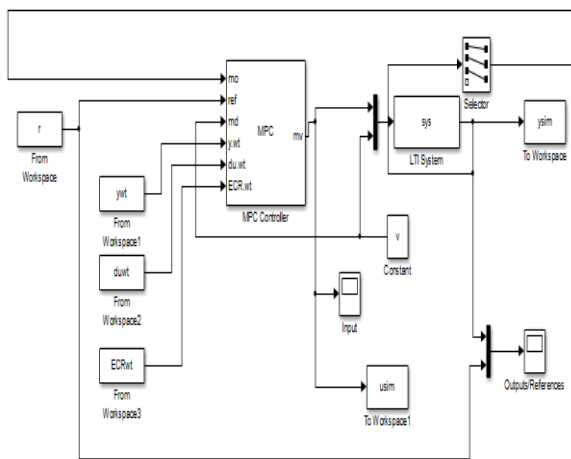 mo
ref
md
y.wt
du.wt
ECR.wt
MPC
mv
MPC Controller
r
From
Workspace
ywt
From
Workspace1
duwt
From
Workspace2
ECRwt
From
Workspace3
Selector
sys
LTI System
ysim
To Workspace
v
Constant
Input
usim
To Workspace1
Outputs/References